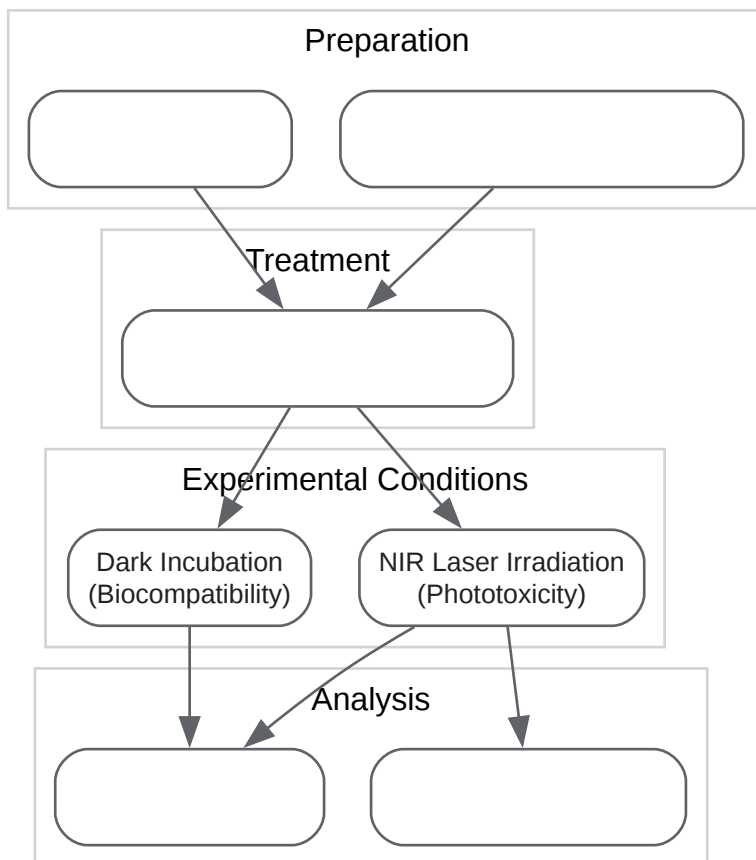 Preparation
Treatment
Experimental Conditions
Dark Incubation
(Biocompatibility)
NIR Laser Irradiation
(Phototoxicity)
Analysis